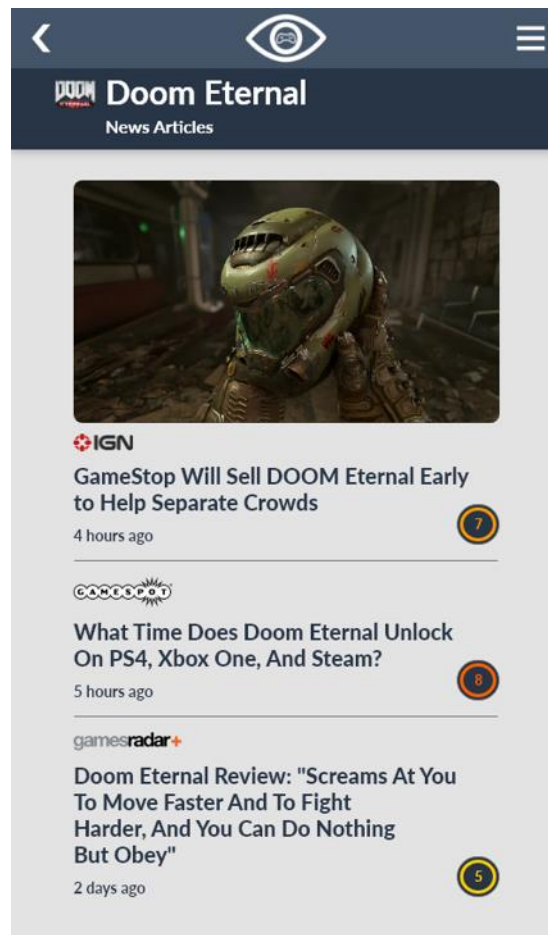 DOOM
ETERNAL
Doom Eternal
News Articles
IGN
GameStop Will Sell DOOM Eternal Early
to Help Separate Crowds
4 hours ago
7
GAMESPOT
What Time Does Doom Eternal Unlock
On PS4, Xbox One, And Steam?
5 hours ago
8
gamesradar+
Doom Eternal Review: "Screams At You
To Move Faster And To Fight
Harder, And You Can Do Nothing
But Obey"
2 days ago
5